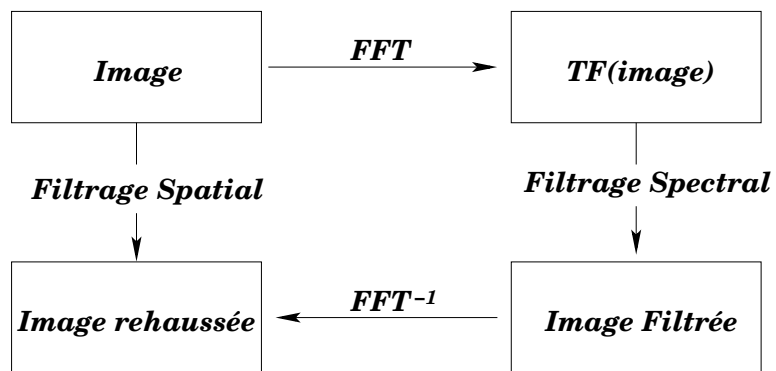 FFT
Image
TF(image)
Filtrage Spatial
Filtrage Spectral
FFT⁻¹
Image rehaussée
Image Filtrée